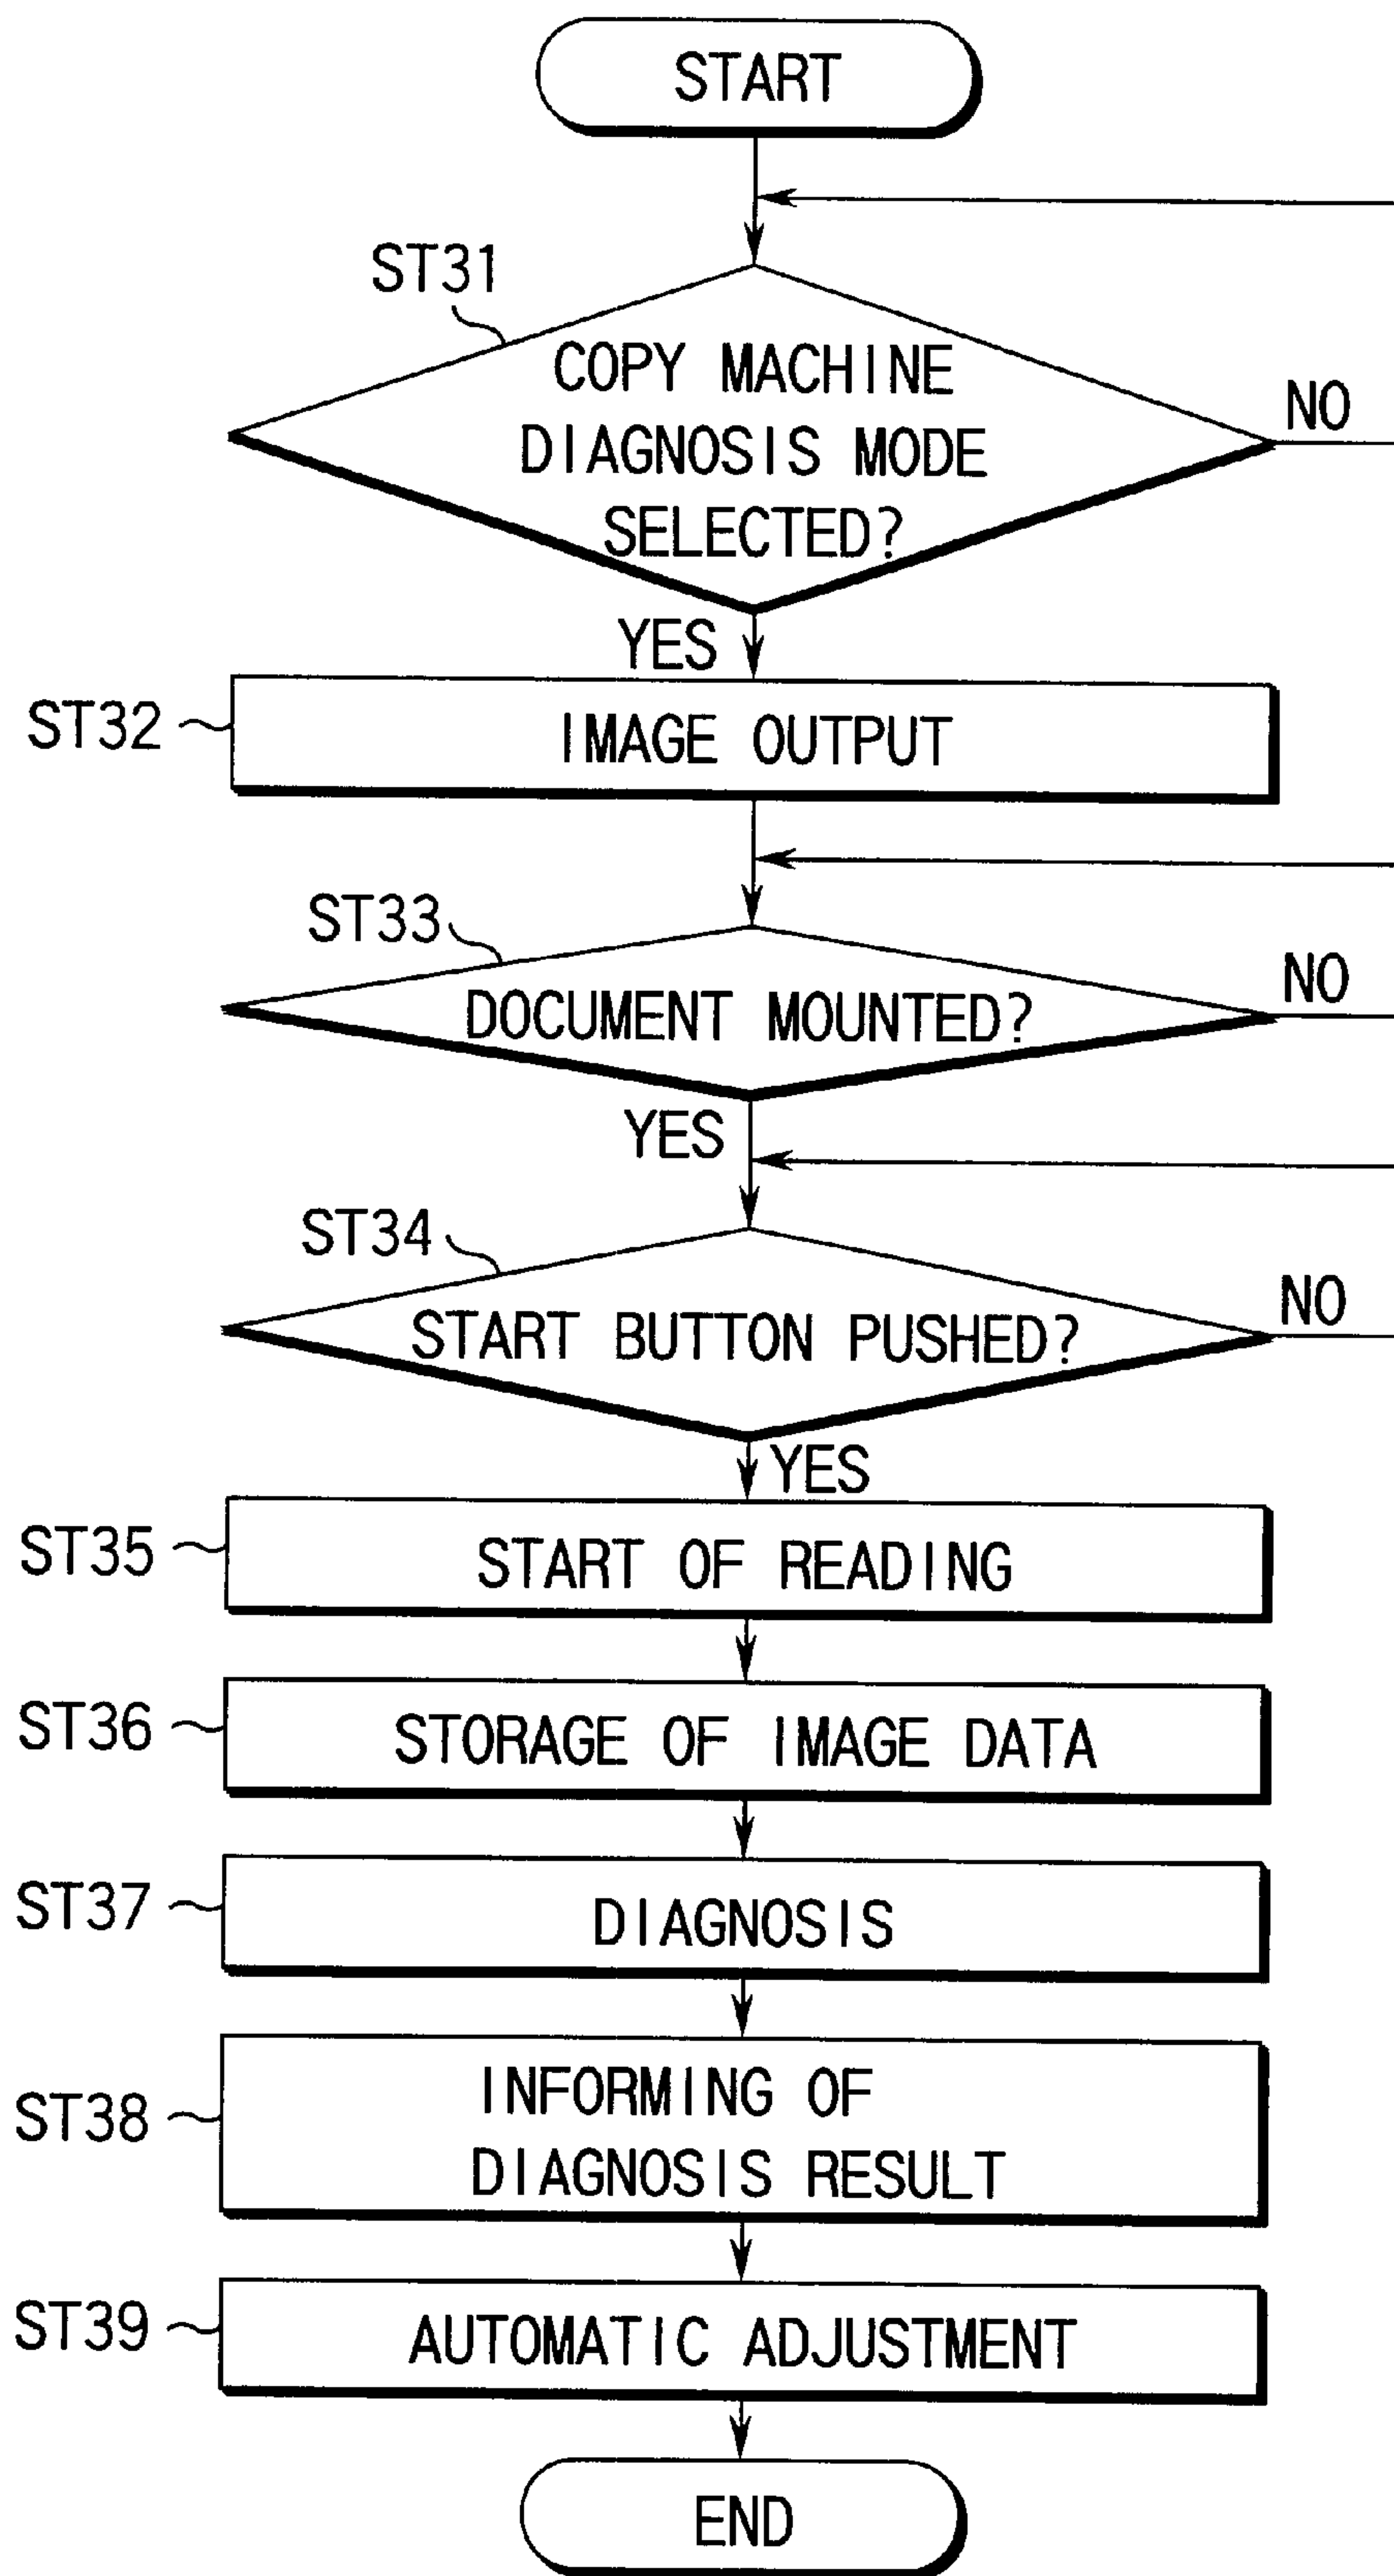 START
ST31
COPY MACHINE
DIAGNOSIS MODE
SELECTED?
NO
YES
ST32
IMAGE OUTPUT
ST33
DOCUMENT MOUNTED?
NO
YES
ST34
START BUTTON PUSHED?
NO
YES
ST35
START OF READING
ST36
STORAGE OF IMAGE DATA
ST37
DIAGNOSIS
ST38
INFORMING OF
DIAGNOSIS RESULT
ST39
AUTOMATIC ADJUSTMENT
END